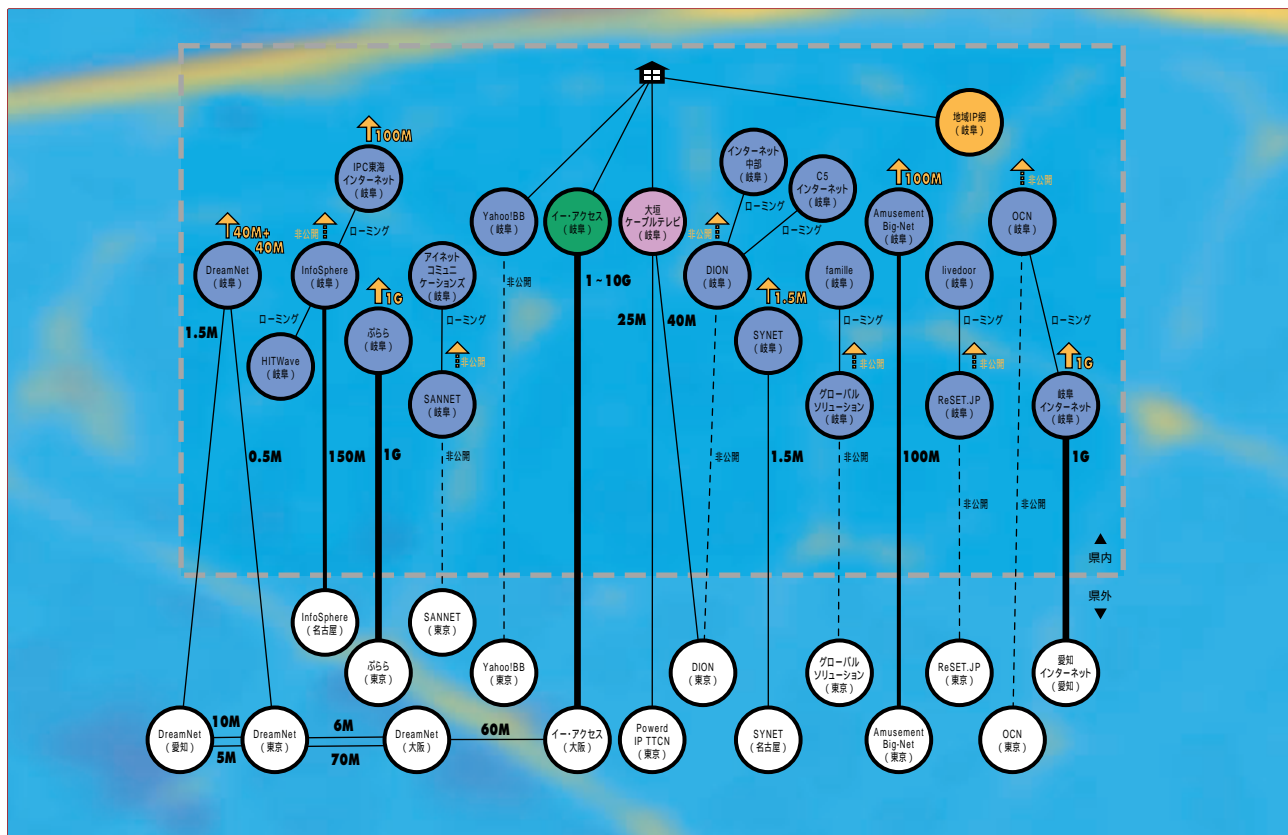 地域IP網
(岐阜)
100M
IPC東海
インターネット
(岐阜)
インターネット
中部
(岐阜)
C5
インターネット
(岐阜)
100M
非公開
40M+
40M
非公開
ローミング
Yahoo!BB
(岐阜)
イー・アクセス
(岐阜)
大垣
ケーブルテレビ
(岐阜)
非公開
ローミング
ローミング
Amusement
Big-Net
(岐阜)
OCN
(岐阜)
DreamNet
(岐阜)
InfoSphere
(岐阜)
アイネット
コミュニ
ケーションズ
(岐阜)
非公開
1~10G
DION
(岐阜)
famille
(岐阜)
livedoor
(岐阜)
1G
1.5M
1.5M
ローミング
ぷらら
(岐阜)
ローミング
25M
40M
SYNET
(岐阜)
ローミング
ローミング
ローミング
HITWave
(岐阜)
非公開
非公開
非公開
1G
SANNET
(岐阜)
グローバル
ソリューション
(岐阜)
ReSET.JP
(岐阜)
岐阜
インターネット
(岐阜)
0.5M
150M
1G
非公開
非公開
1.5M
非公開
100M
非公開
非公開
1G
県内
県外
InfoSphere
(名古屋)
SANNET
(東京)
ぷらら
(東京)
Yahoo!BB
(東京)
DION
(東京)
グローバル
ソリューション
(東京)
ReSET.JP
(東京)
愛知
インターネット
(愛知)
DreamNet
(愛知)
10M
5M
DreamNet
(東京)
6M
70M
DreamNet
(大阪)
60M
イー・アクセス
(大阪)
Powerd
IP TTCN
(東京)
SYNET
(名古屋)
Amusement
Big-Net
(東京)
OCN
(東京)